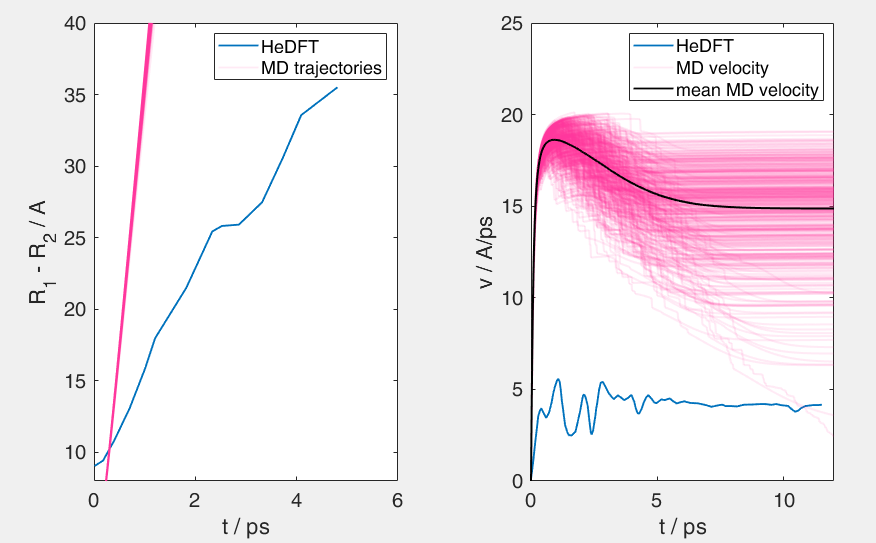 40
35
30
25
20
15
10
R1 - R2 / A
0
2
4
6
t / ps
HeDFT
MD trajectories
25
20
15
10
5
0
v / A/ps
0
5
10
t / ps
HeDFT
MD velocity
mean MD velocity